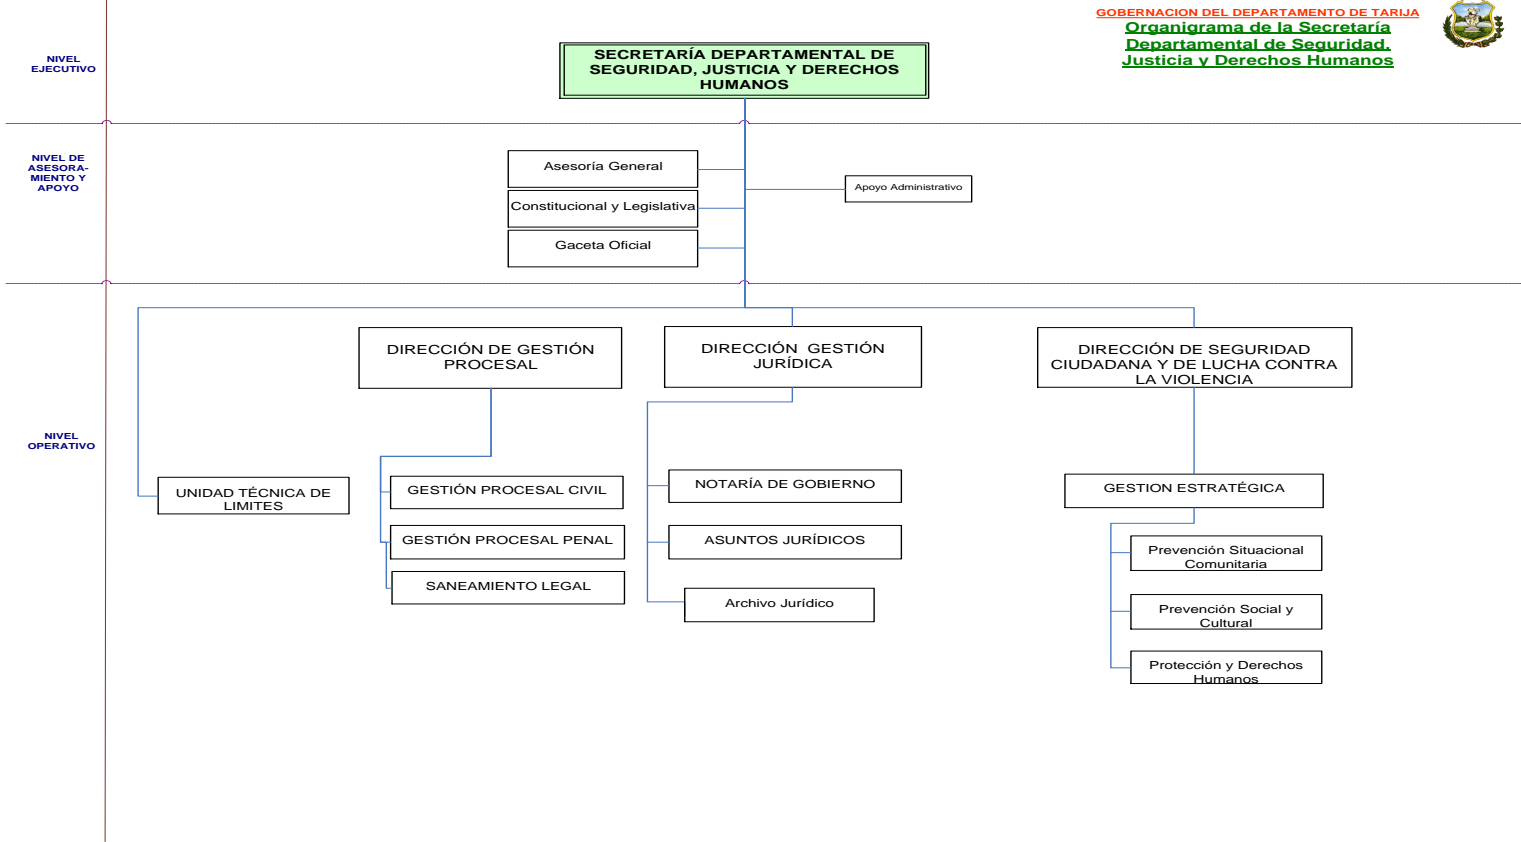 GOBERNACION DEL DEPARTAMENTO DE TARIJA
Organigrama de la Secretaría
Departamental de Seguridad,
Justicia y Derechos Humanos
NIVEL
EJECUTIVO
SECRETARÍA DEPARTAMENTAL DE
SEGURIDAD, JUSTICIA Y DERECHOS
HUMANOS
NIVEL DE
ASESORA-
MIENTO Y
APOYO
Asesoría General
Constitucional y Legislativa
Gaceta Oficial
Apoyo Administrativo
NIVEL
OPERATIVO
DIRECCIÓN DE GESTIÓN
PROCESAL
DIRECCIÓN GESTIÓN
JURÍDICA
DIRECCIÓN DE SEGURIDAD
CIUDADANA Y DE LUCHA CONTRA
LA VIOLENCIA
UNIDAD TÉCNICA DE
LIMITES
GESTIÓN PROCESAL CIVIL
GESTIÓN PROCESAL PENAL
SANEAMIENTO LEGAL
NOTARÍA DE GOBIERNO
ASUNTOS JURÍDICOS
Archivo Jurídico
GESTION ESTRATÉGICA
Prevención Situacional
Comunitaria
Prevención Social y
Cultural
Protección y Derechos
Humanos